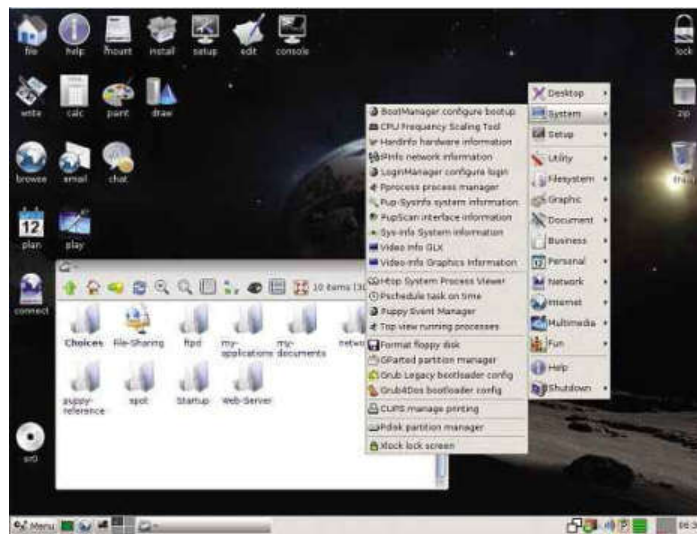 file help mount install setup edit console lock
write calc paint draw zip
browse email chat
plan play
connect
sr0
12
Desktop
System
Setup
Utility
Filesystem
Graphic
Document
Business
Personal
Network
Internet
Multimedia
Fun
Help
Shutdown
BootManager configure bootup
CPU Frequency Scaling Tool
HardInfo hardware information
IPInfo network information
LoginManager configure login
Pprocess process manager
Pup-Sysinfo system information
PupScan interface information
Sys-info System information
Video Info GLX
Video-info Graphics Information
Htop System Process Viewer
Pschedule task on time
Puppy Event Manager
Top view running processes
Format floppy disk
GParted partition manager
Grub Legacy bootloader config
Grub4Dos bootloader config
CUPS manage printing
Pdisk partition manager
Xlock lock screen
10 items
Choices File-Sharing ftpd my-applications my-documents
puppy-reference spot Startup Web-Server
Menu